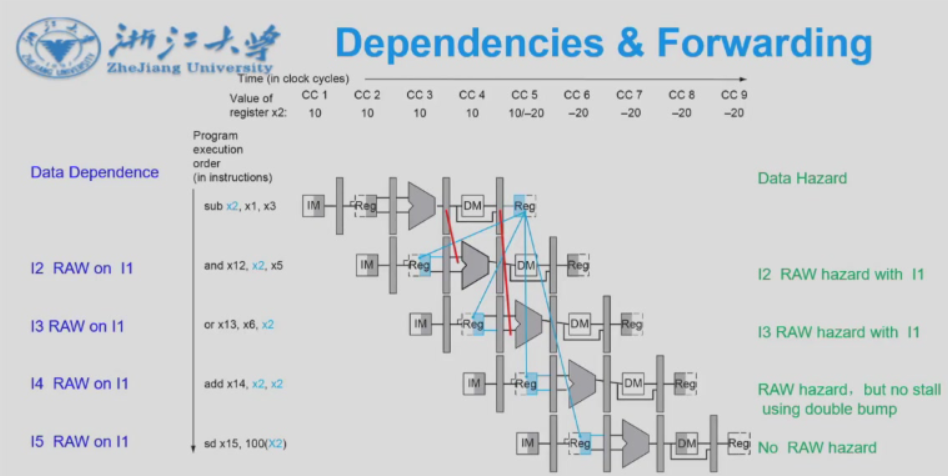 浙江大学
ZheJiang University
Dependencies & Forwarding
Time (in clock cycles)
CC 1 CC 2 CC 3 CC 4 CC 5 CC 6 CC 7 CC 8 CC 9
Value of
register x2: 10 10 10 10 10/–20 –20 –20 –20 –20
Program
execution
order
(in instructions)
Data Dependence
Data Hazard
sub x2, x1, x3 IM Reg DM Reg
I2 RAW on I1 and x12, x2, x5 IM Reg DM Reg I2 RAW hazard with I1
I3 RAW on I1 or x13, x6, x2 IM Reg DM Reg I3 RAW hazard with I1
I4 RAW on I1 add x14, x2, x2 IM Reg DM Reg RAW hazard, but no stall
using double bump
I5 RAW on I1 sd x15, 100(X2) IM Reg DM Reg No RAW hazard